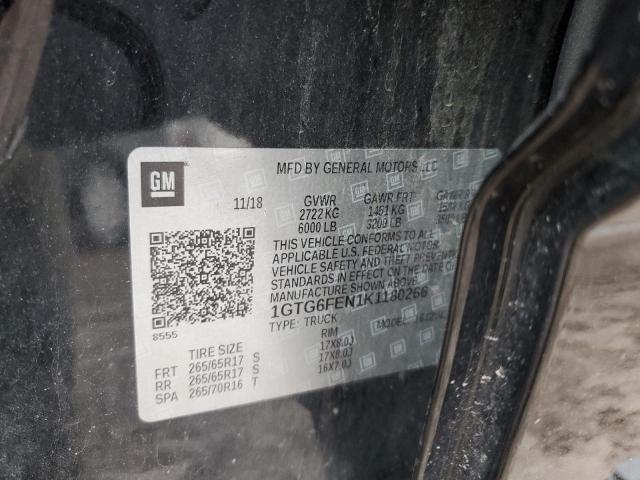 GM
MFD BY GENERAL MOTORS LLC
11/18 GVWR GAWR FRT
2722 KG 1451 KG
6000 LB 3200 LB
THIS VEHICLE CONFORMS TO ALL
APPLICABLE U.S. FEDERAL MOTOR
VEHICLE SAFETY AND THEFT PREVENTION
STANDARDS IN EFFECT ON THE DATE OF
MANUFACTURE
1GTG6FEN1K1180266
TYPE: TRUCK
8555
TIRE SIZE RIM
FRT 265/65R17 S 17X8.0J
RR 265/65R17 S 17X8.0J
SPA 265/70R16 T 16X7.0J